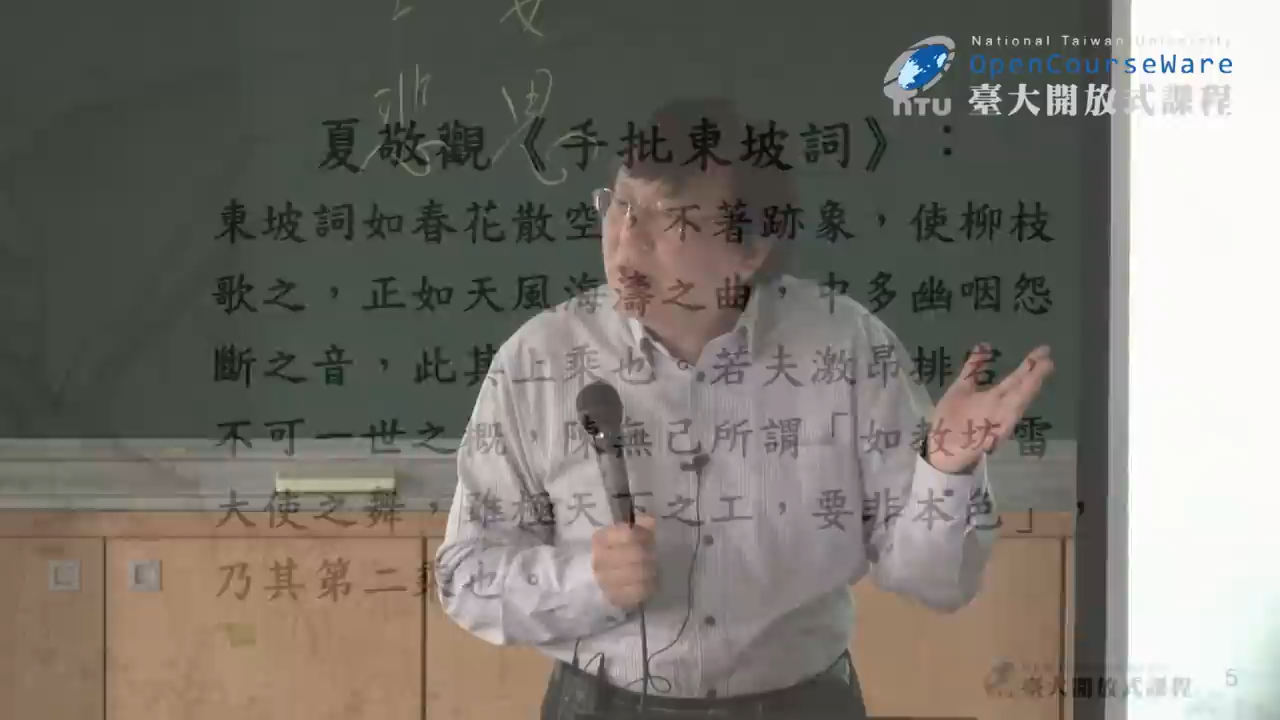 National Taiwan University
OpenCourseWare
NTU 臺大開放式課程
悲 思
夏敬觀《手批東坡詞》：
東坡詞如春花散空，不著跡象，使柳枝
歌之，正如天風海濤之曲，中多幽咽怨
斷之音，此其上乘也。若夫激昂排宕，
不可一世之概，陳無己所謂「如教坊雷
大使之舞，雖極天下之工，要非本色」，
乃其第二乘也。
臺大開放式課程
5